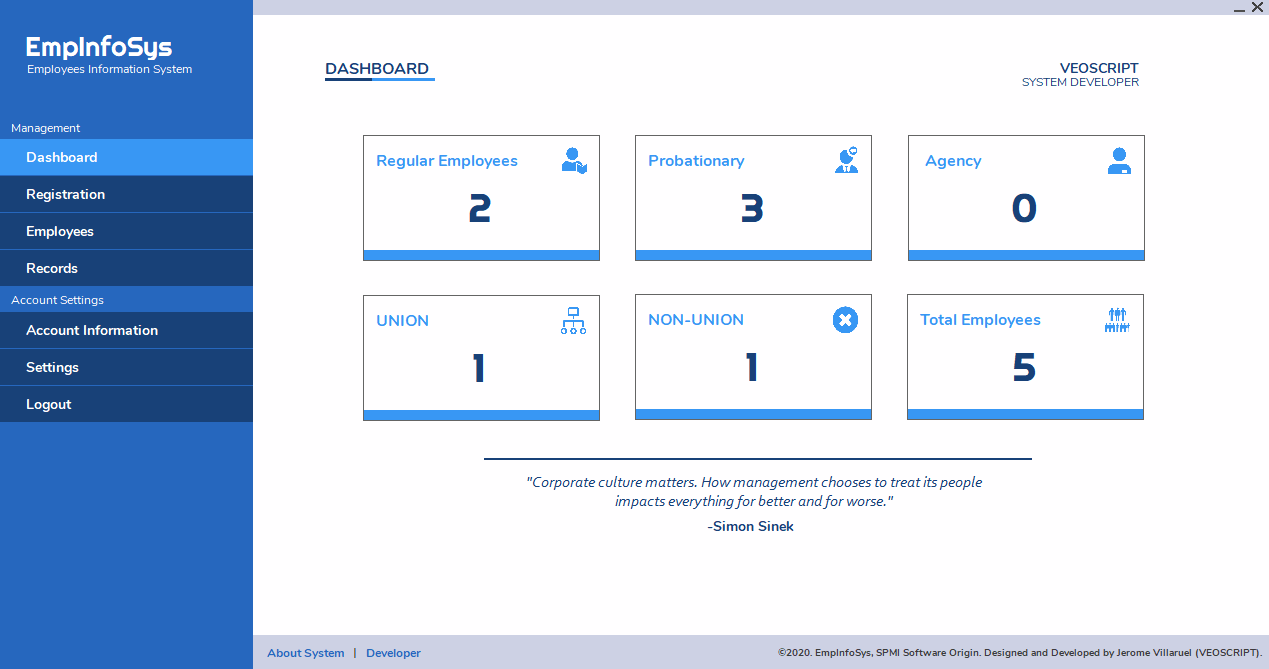 EmpInfoSys
Employees Information System
Management
Dashboard
Registration
Employees
Records
Account Settings
Account Information
Settings
Logout
DASHBOARD
VEOSCRIPT
SYSTEM DEVELOPER
Regular Employees
2
Probationary
3
Agency
0
UNION
1
NON-UNION
1
Total Employees
5
"Corporate culture matters. How management chooses to treat its people
impacts everything for better and for worse."
-Simon Sinek
About System | Developer
©2020. EmpInfoSys, SPMI Software Origin. Designed and Developed by Jerome Villaruel (VEOSCRIPT).